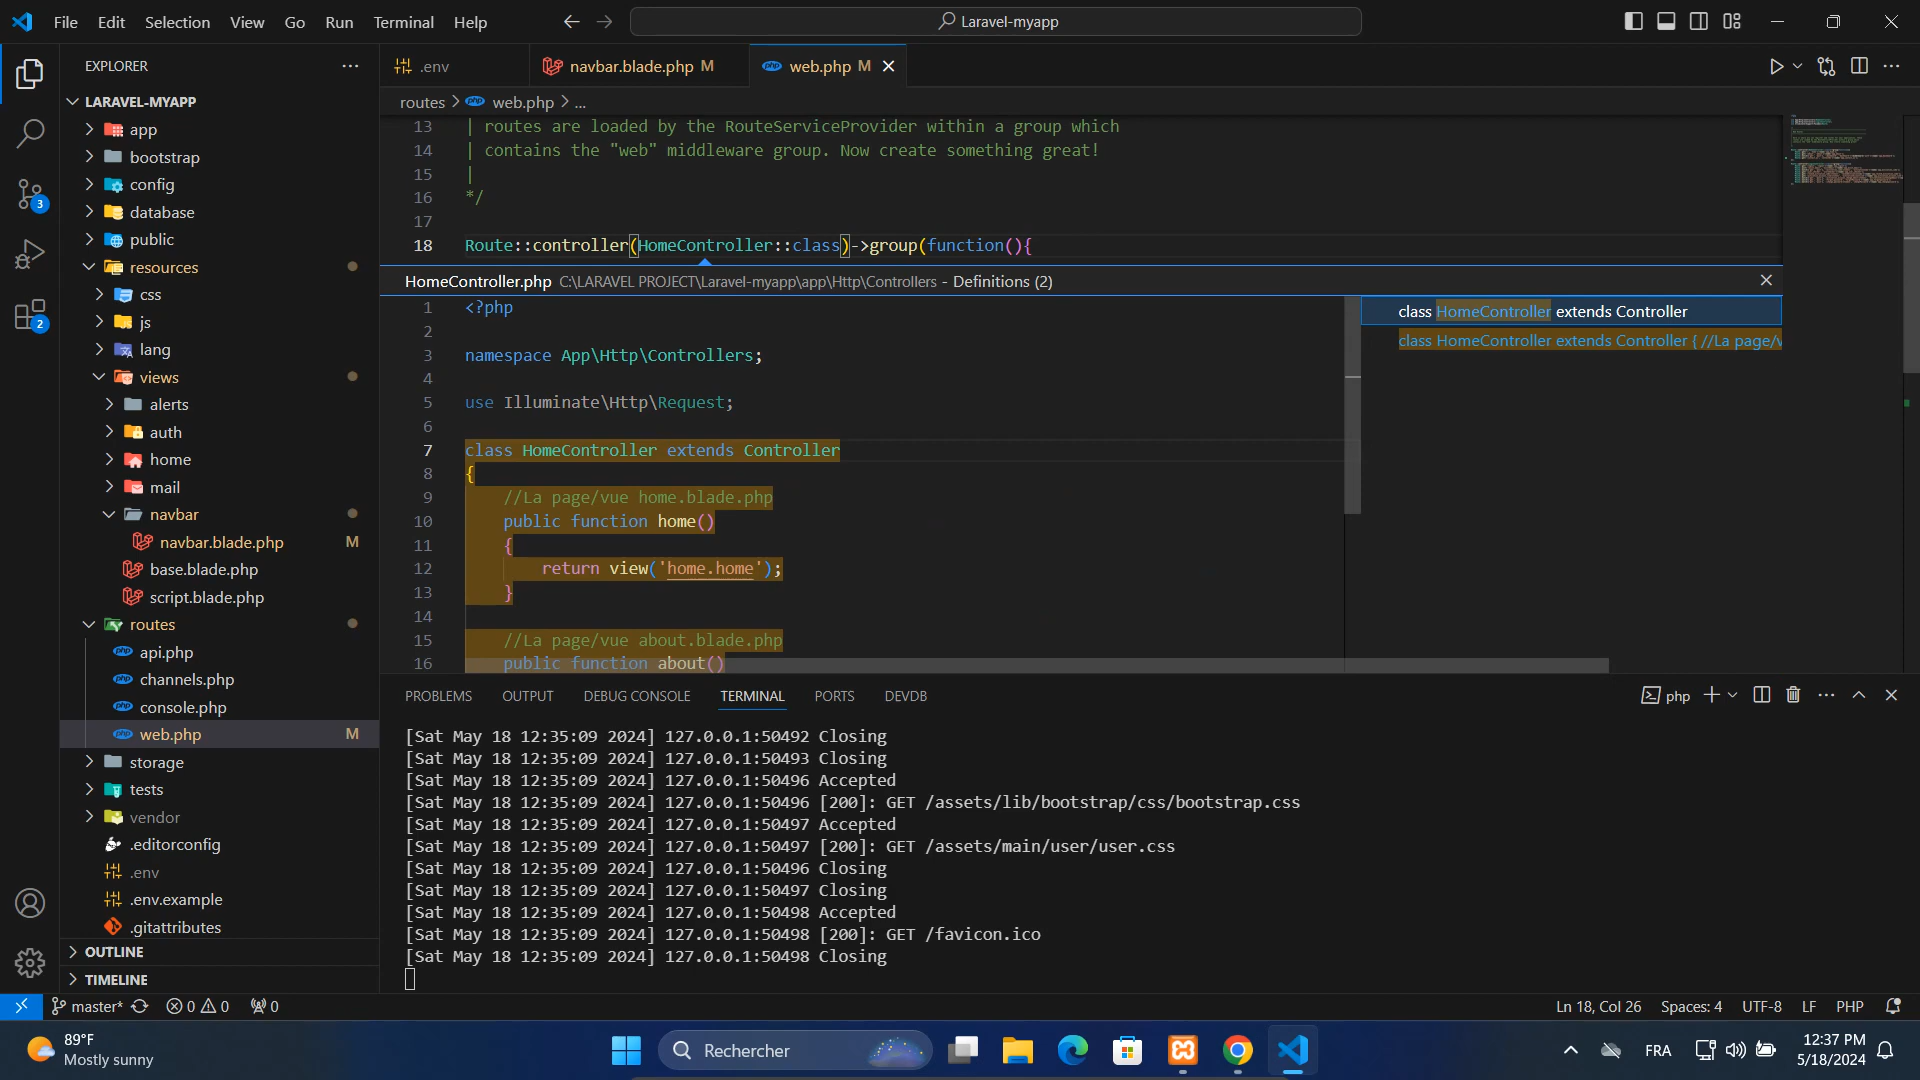 File Edit Selection View Go Run Terminal Help
Laravel-myapp
EXPLORER
LARAVEL-MYAPP
app
bootstrap
config
database
public
resources
css
js
lang
views
alerts
auth
home
mail
navbar
navbar.blade.php M
base.blade.php
script.blade.php
routes
api.php
channels.php
console.php
web.php M
storage
tests
vendor
.editorconfig
.env
.env.example
.gitattributes
OUTLINE
TIMELINE
3
2
.env
navbar.blade.php M
web.php M
routes > web.php > ...
13 | routes are loaded by the RouteServiceProvider within a group which
14 | contains the "web" middleware group. Now create something great!
15 |
16 */
17
18 Route::controller(HomeController::class)->group(function(){
HomeController.php C:\LARAVEL PROJECT\Laravel-myapp\app\Http\Controllers - Definitions (2)
1 <?php
2
3 namespace App\Http\Controllers;
4
5 use Illuminate\Http\Request;
6
7 class HomeController extends Controller
8 {
9 //La page/vue home.blade.php
10 public function home()
11 {
12 return view('home.home');
13 }
14
15 //La page/vue about.blade.php
16 public function about()
class HomeController extends Controller
class HomeController extends Controller { //La page/v
PROBLEMS OUTPUT DEBUG CONSOLE TERMINAL PORTS DEVDB
php
[Sat May 18 12:35:09 2024] 127.0.0.1:50492 Closing
[Sat May 18 12:35:09 2024] 127.0.0.1:50493 Closing
[Sat May 18 12:35:09 2024] 127.0.0.1:50496 Accepted
[Sat May 18 12:35:09 2024] 127.0.0.1:50496 [200]: GET /assets/lib/bootstrap/css/bootstrap.css
[Sat May 18 12:35:09 2024] 127.0.0.1:50497 Accepted
[Sat May 18 12:35:09 2024] 127.0.0.1:50497 [200]: GET /assets/main/user/user.css
[Sat May 18 12:35:09 2024] 127.0.0.1:50496 Closing
[Sat May 18 12:35:09 2024] 127.0.0.1:50497 Closing
[Sat May 18 12:35:09 2024] 127.0.0.1:50498 Accepted
[Sat May 18 12:35:09 2024] 127.0.0.1:50498 [200]: GET /favicon.ico
[Sat May 18 12:35:09 2024] 127.0.0.1:50498 Closing
master* 0 0 0
Ln 18, Col 26 Spaces: 4 UTF-8 LF PHP
89°F
Mostly sunny
Rechercher
FRA
12:37 PM
5/18/2024